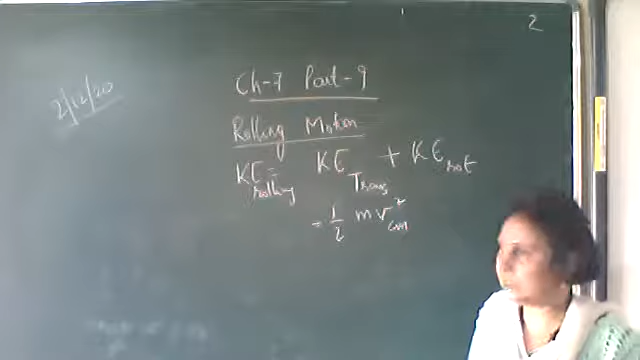 2
2/12/20
Ch-7 Part-9
Rolling Motion
KE rolling = KE Trans + KE rot
= 1/2 m v cm ²